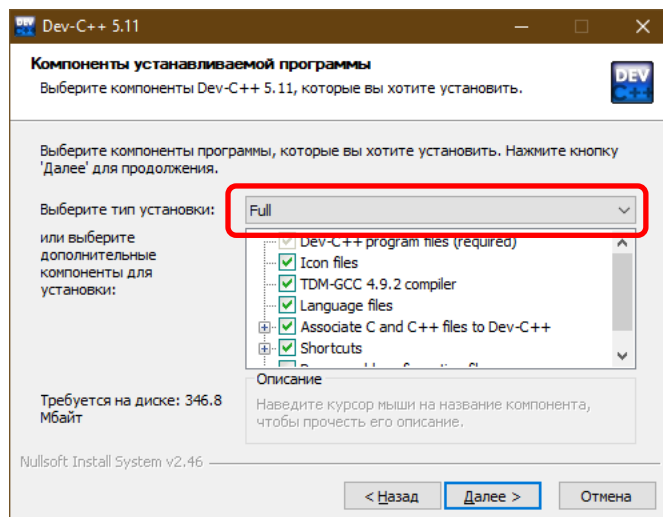 Dev-C++ 5.11
Компоненты устанавливаемой программы
Выберите компоненты Dev-C++ 5.11, которые вы хотите установить.
DEV
C++
Выберите компоненты программы, которые вы хотите установить. Нажмите кнопку
'Далее' для продолжения.
Выберите тип установки:
Full
или выберите
дополнительные
компоненты для
установки:
Dev-C++ program files (required)
Icon files
TDM-GCC 4.9.2 compiler
Language files
Associate C and C++ files to Dev-C++
Shortcuts
Требуется на диске: 346.8
Мбайт
Описание
Наведите курсор мыши на название компонента,
чтобы прочесть его описание.
Nullsoft Install System v2.46
< Назад
Далее >
Отмена